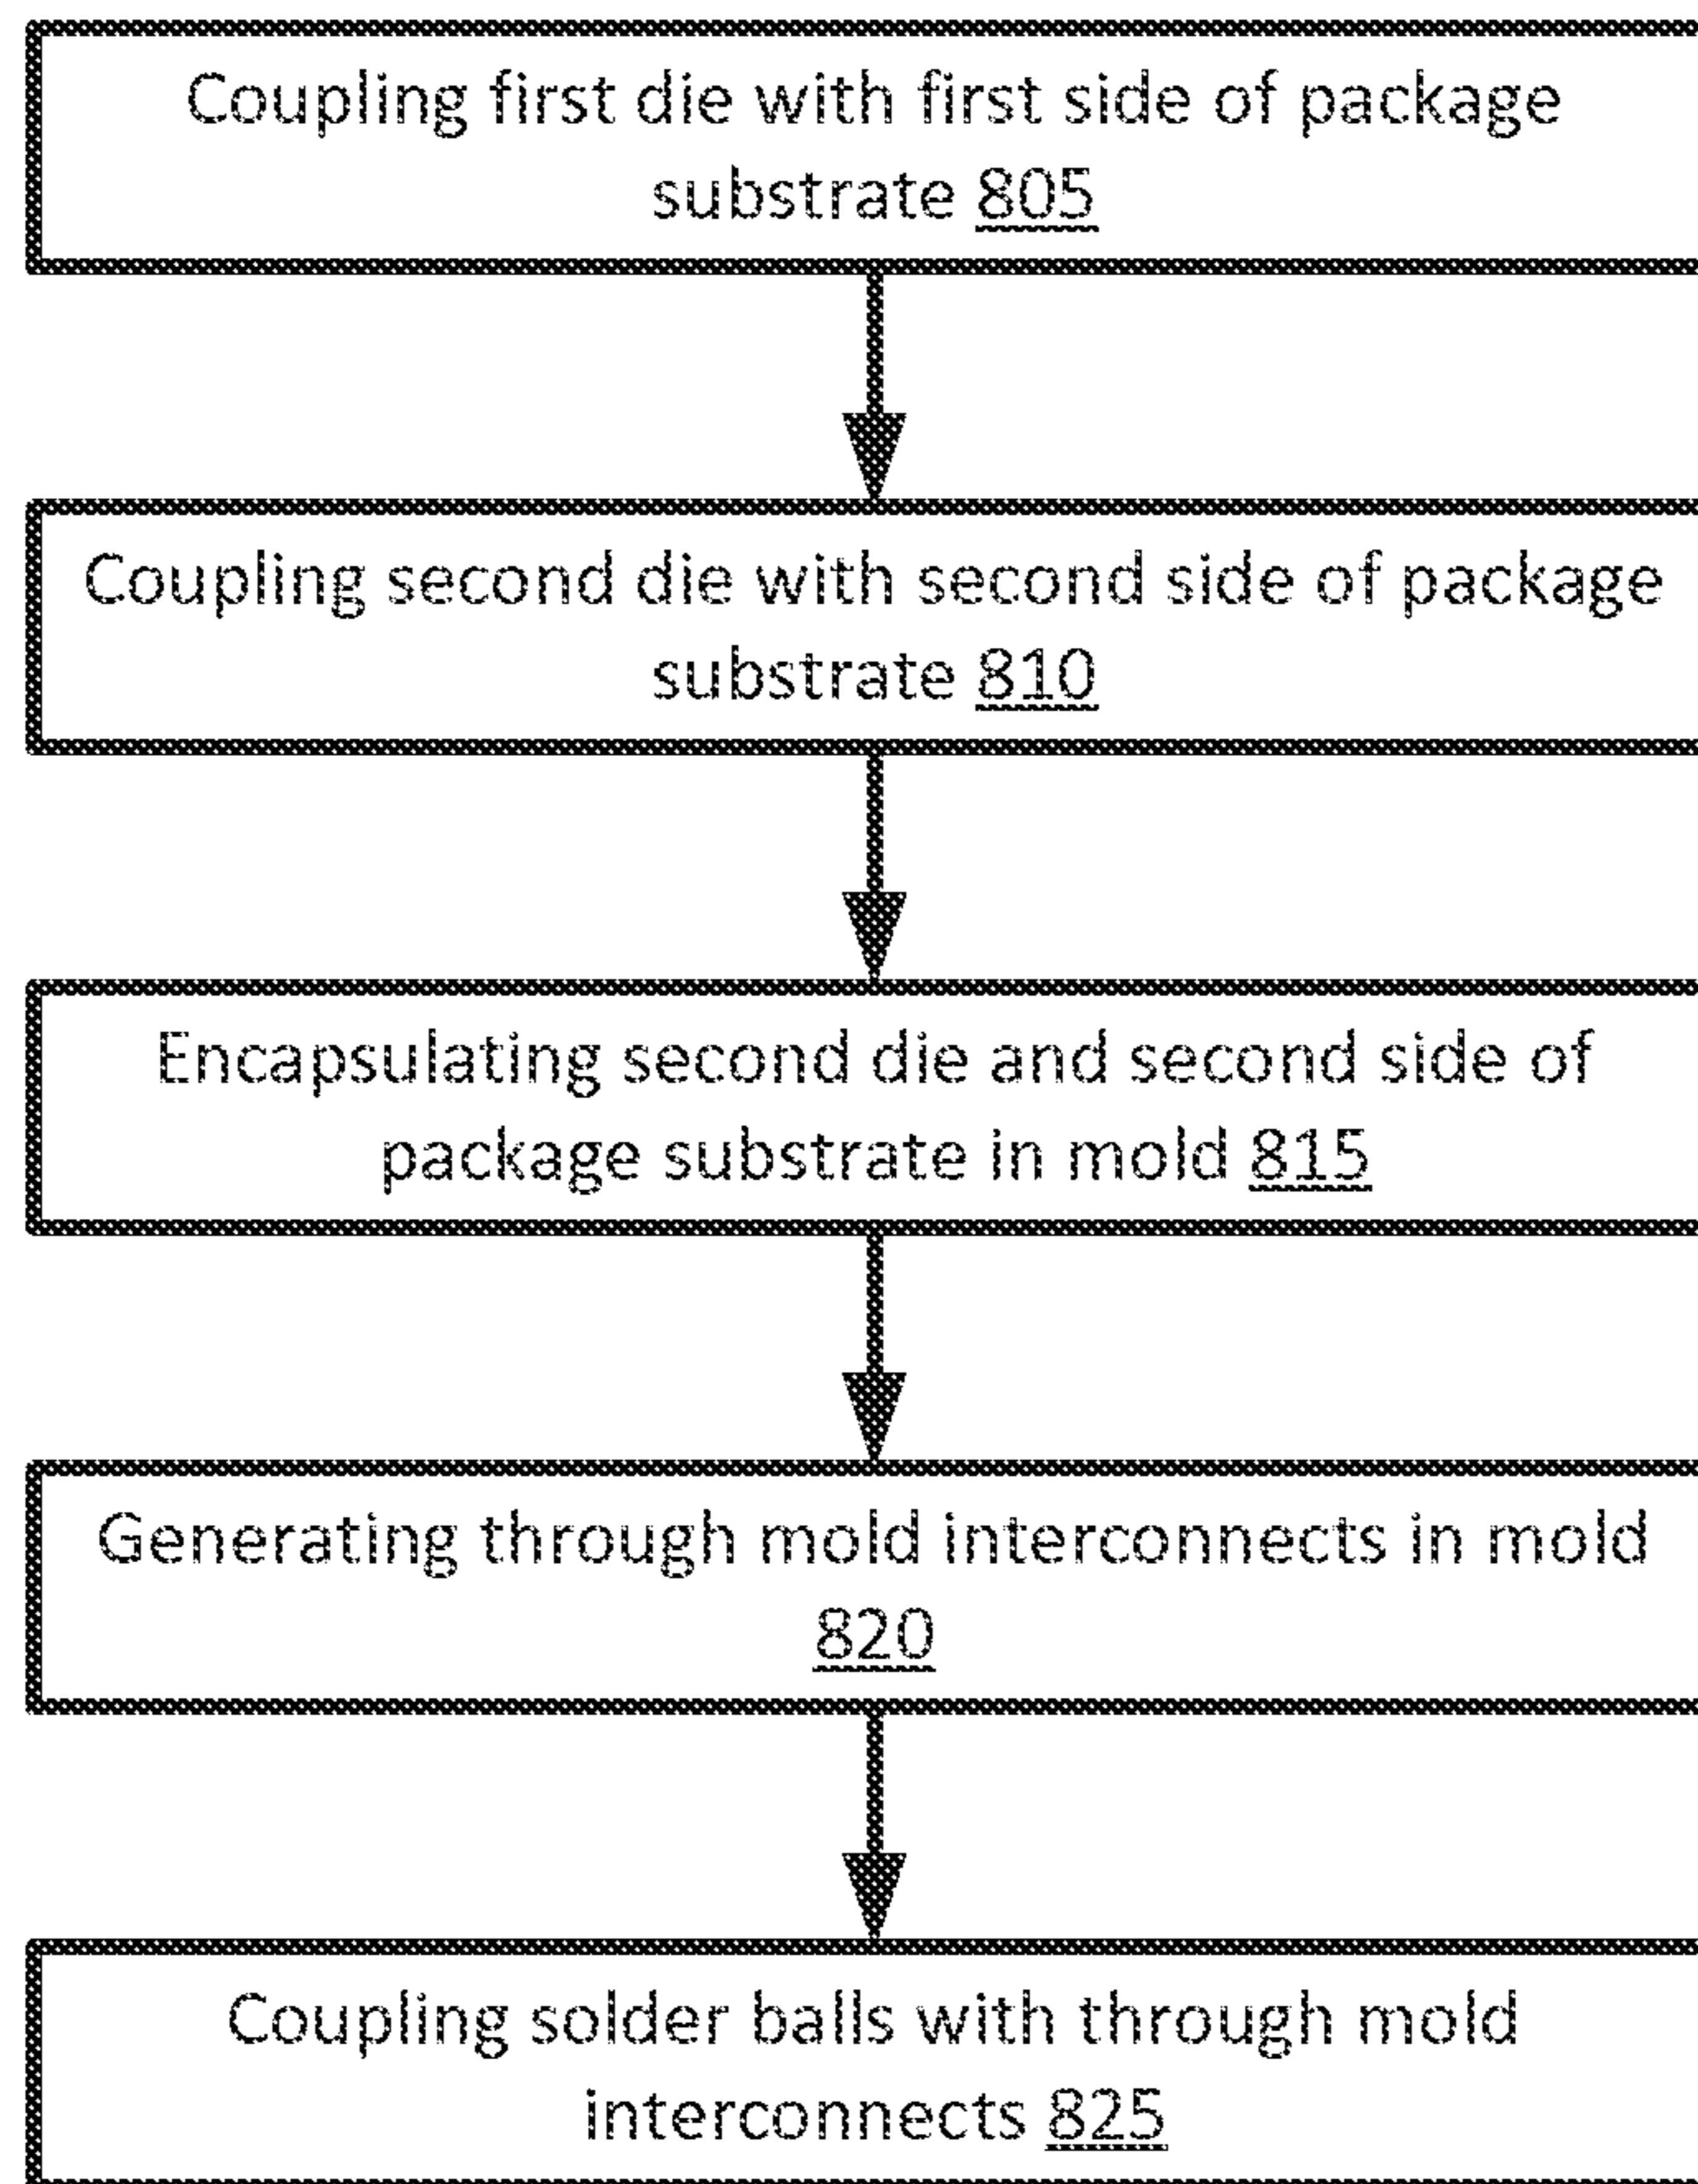 Coupling first die with first side of package
substrate 805
Coupling second die with second side of package
substrate 810
Encapsulating second die and second side of
package substrate in mold 815
Generating through mold interconnects in mold
820
Coupling solder balls with through mold
interconnects 825